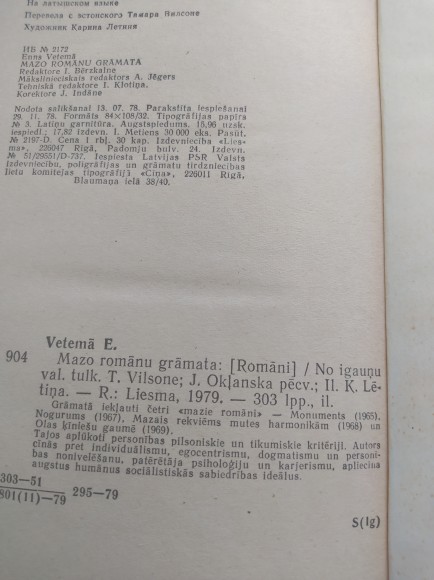 На латышском языке
Перевела с эстонского Тамара Вилсоне
Художник Карина Летиня
ИБ № 2172
Enns Vetemā
MAZO ROMĀNU GRĀMATA
Redaktore I. Bērzkalne
Mākslinieciskais redaktors A. Jēgers
Tehniskā redaktore I. Klotiņa.
Korektore J. Indāne
Nodota salikšanai 13. 07. 78. Parakstīta iespiešanai
29. 11. 78. Formāts 84×108/32. Tipogrāfijas papīrs
№ 3. Latīņu garnitūra. Augstspiedums. 15,96 uzsk.
iespiedl.; 17,82 izdevn. l. Metiens 30 000 eks. Pasūt.
№ 2197-D. Cena 1 rbļ. 30 kap. Izdevniecība «Lies-
ma», 226047 Rīgā, Padomju bulv. 24. Izdevn.
№ 51/29551/D-737. Iespiesta Latvijas PSR Valsts
izdevniecību, poligrāfijas un grāmatu tirdzniecības
lietu komitejas tipogrāfijā «Cīņa», 226011 Rīgā,
Blaumaņa ielā 38/40.
Vetemā E.
904 Mazo romānu grāmata: [Romāni] / No igauņu
val. tulk. T. Vilsone; J. Okļanska pēcv.; Il. K. Lē-
tiņa. — R.: Liesma, 1979. — 303 lpp., il.
Grāmatā iekļauti četri «mazie romāni» — Monuments (1965),
Nogurums (1967), Mazais rekviēms mutes harmonikām (1968) un
Olas ķīniešu gaumē (1969).
Tajos aplūkoti personības pilsoniskie un tikumiskie kritēriji. Autors
cīnās pret individuālismu, egocentrismu, dogmatismu un personī-
bas nonivelēšanu, patērētāja psiholoģiju un karjerismu, apliecina
augstus humānus sociālistiskās sabiedrības ideālus.
303—51
801(11)—79 295—79
S(Ig)